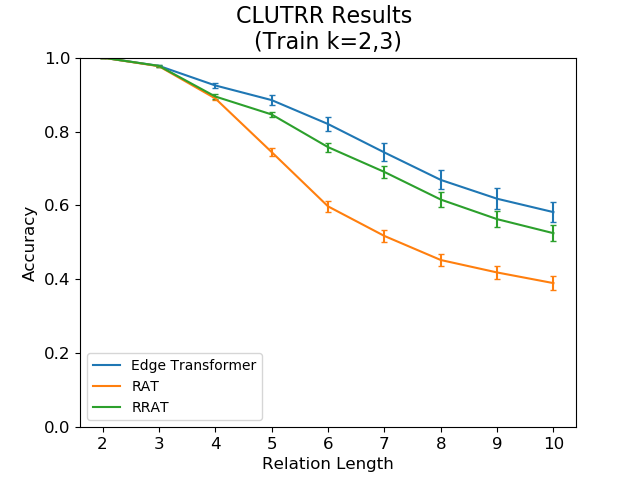 CLUTRR Results
(Train k=2,3)
1.0
0.8
0.6
0.4
0.2
0.0
Accuracy
Edge Transformer
RAT
RRAT
2 3 4 5 6 7 8 9 10
Relation Length